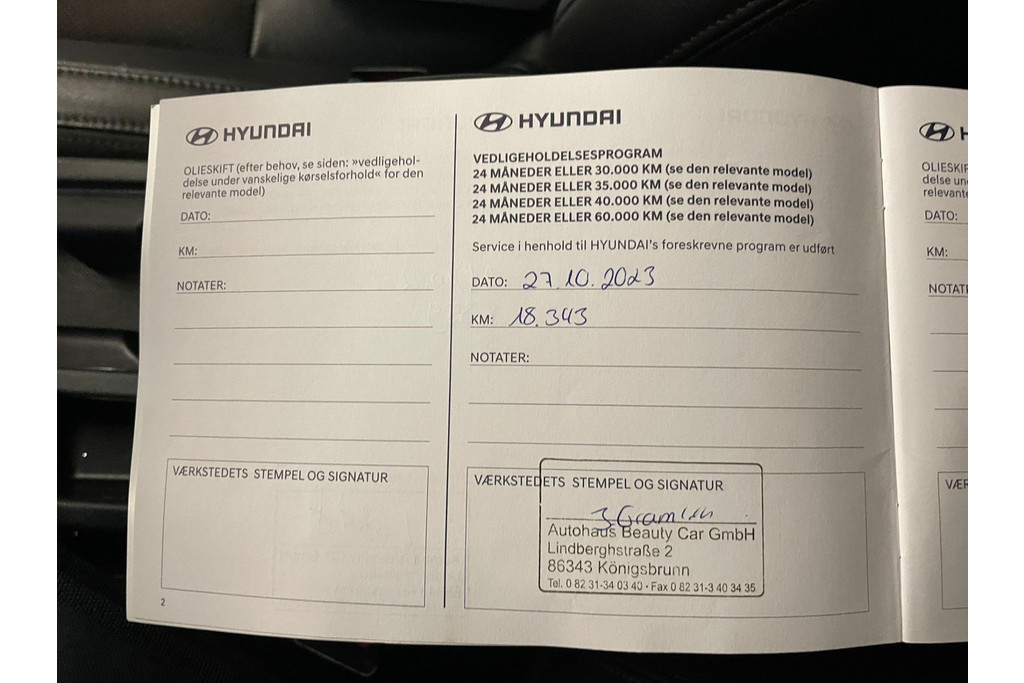 HYUNDAI
OLIESKIFT (efter behov, se siden: »vedligehol-
delse under vanskelige kørselsforhold« for den
relevante model)
DATO:
KM:
NOTATER:
VÆRKSTEDETS STEMPEL OG SIGNATUR
2
HYUNDAI
VEDLIGEHOLDELSESPROGRAM
24 MÅNEDER ELLER 30.000 KM (se den relevante model)
24 MÅNEDER ELLER 35.000 KM (se den relevante model)
24 MÅNEDER ELLER 40.000 KM (se den relevante model)
24 MÅNEDER ELLER 60.000 KM (se den relevante model)
Service i henhold til HYUNDAI's foreskrevne program er udført
DATO: 27.10.2023
KM: 18.343
NOTATER:
VÆRKSTEDETS STEMPEL OG SIGNATUR
Autohaus Beauty Car GmbH
Lindberghstraße 2
86343 Königsbrunn
Tel. 0 82 31-34 03 40 · Fax 0 82 31-3 40 34 35
H
OLIESKIF
delse un
relevante
DATO:
KM:
NOTAT
VÆR